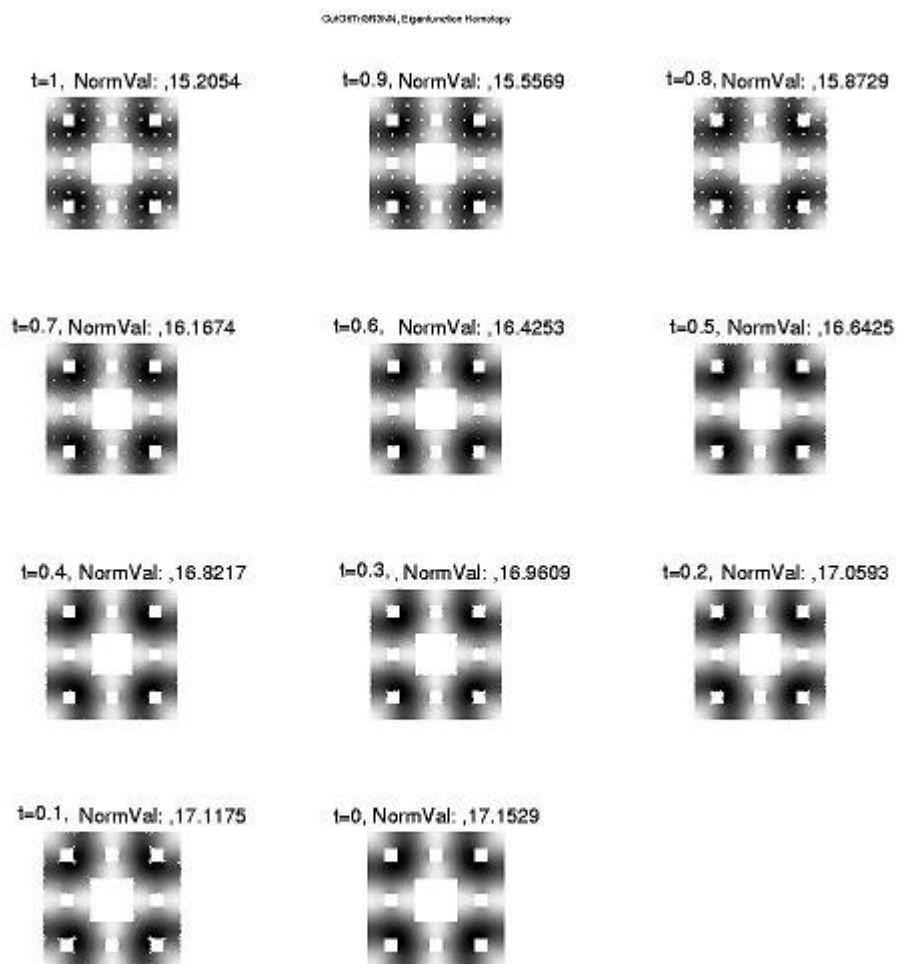 Eigenfunction Homotopy
t=1, NormVal: ,15.2054
t=0.9, NormVal: ,15.5569
t=0.8, NormVal: ,15.8729
t=0.7, NormVal: ,16.1674
t=0.6, NormVal: ,16.4253
t=0.5, NormVal: ,16.6425
t=0.4, NormVal: ,16.8217
t=0.3, , NormVal: ,16.9609
t=0.2, NormVal: ,17.0593
t=0.1, NormVal: ,17.1175
t=0, NormVal: ,17.1529